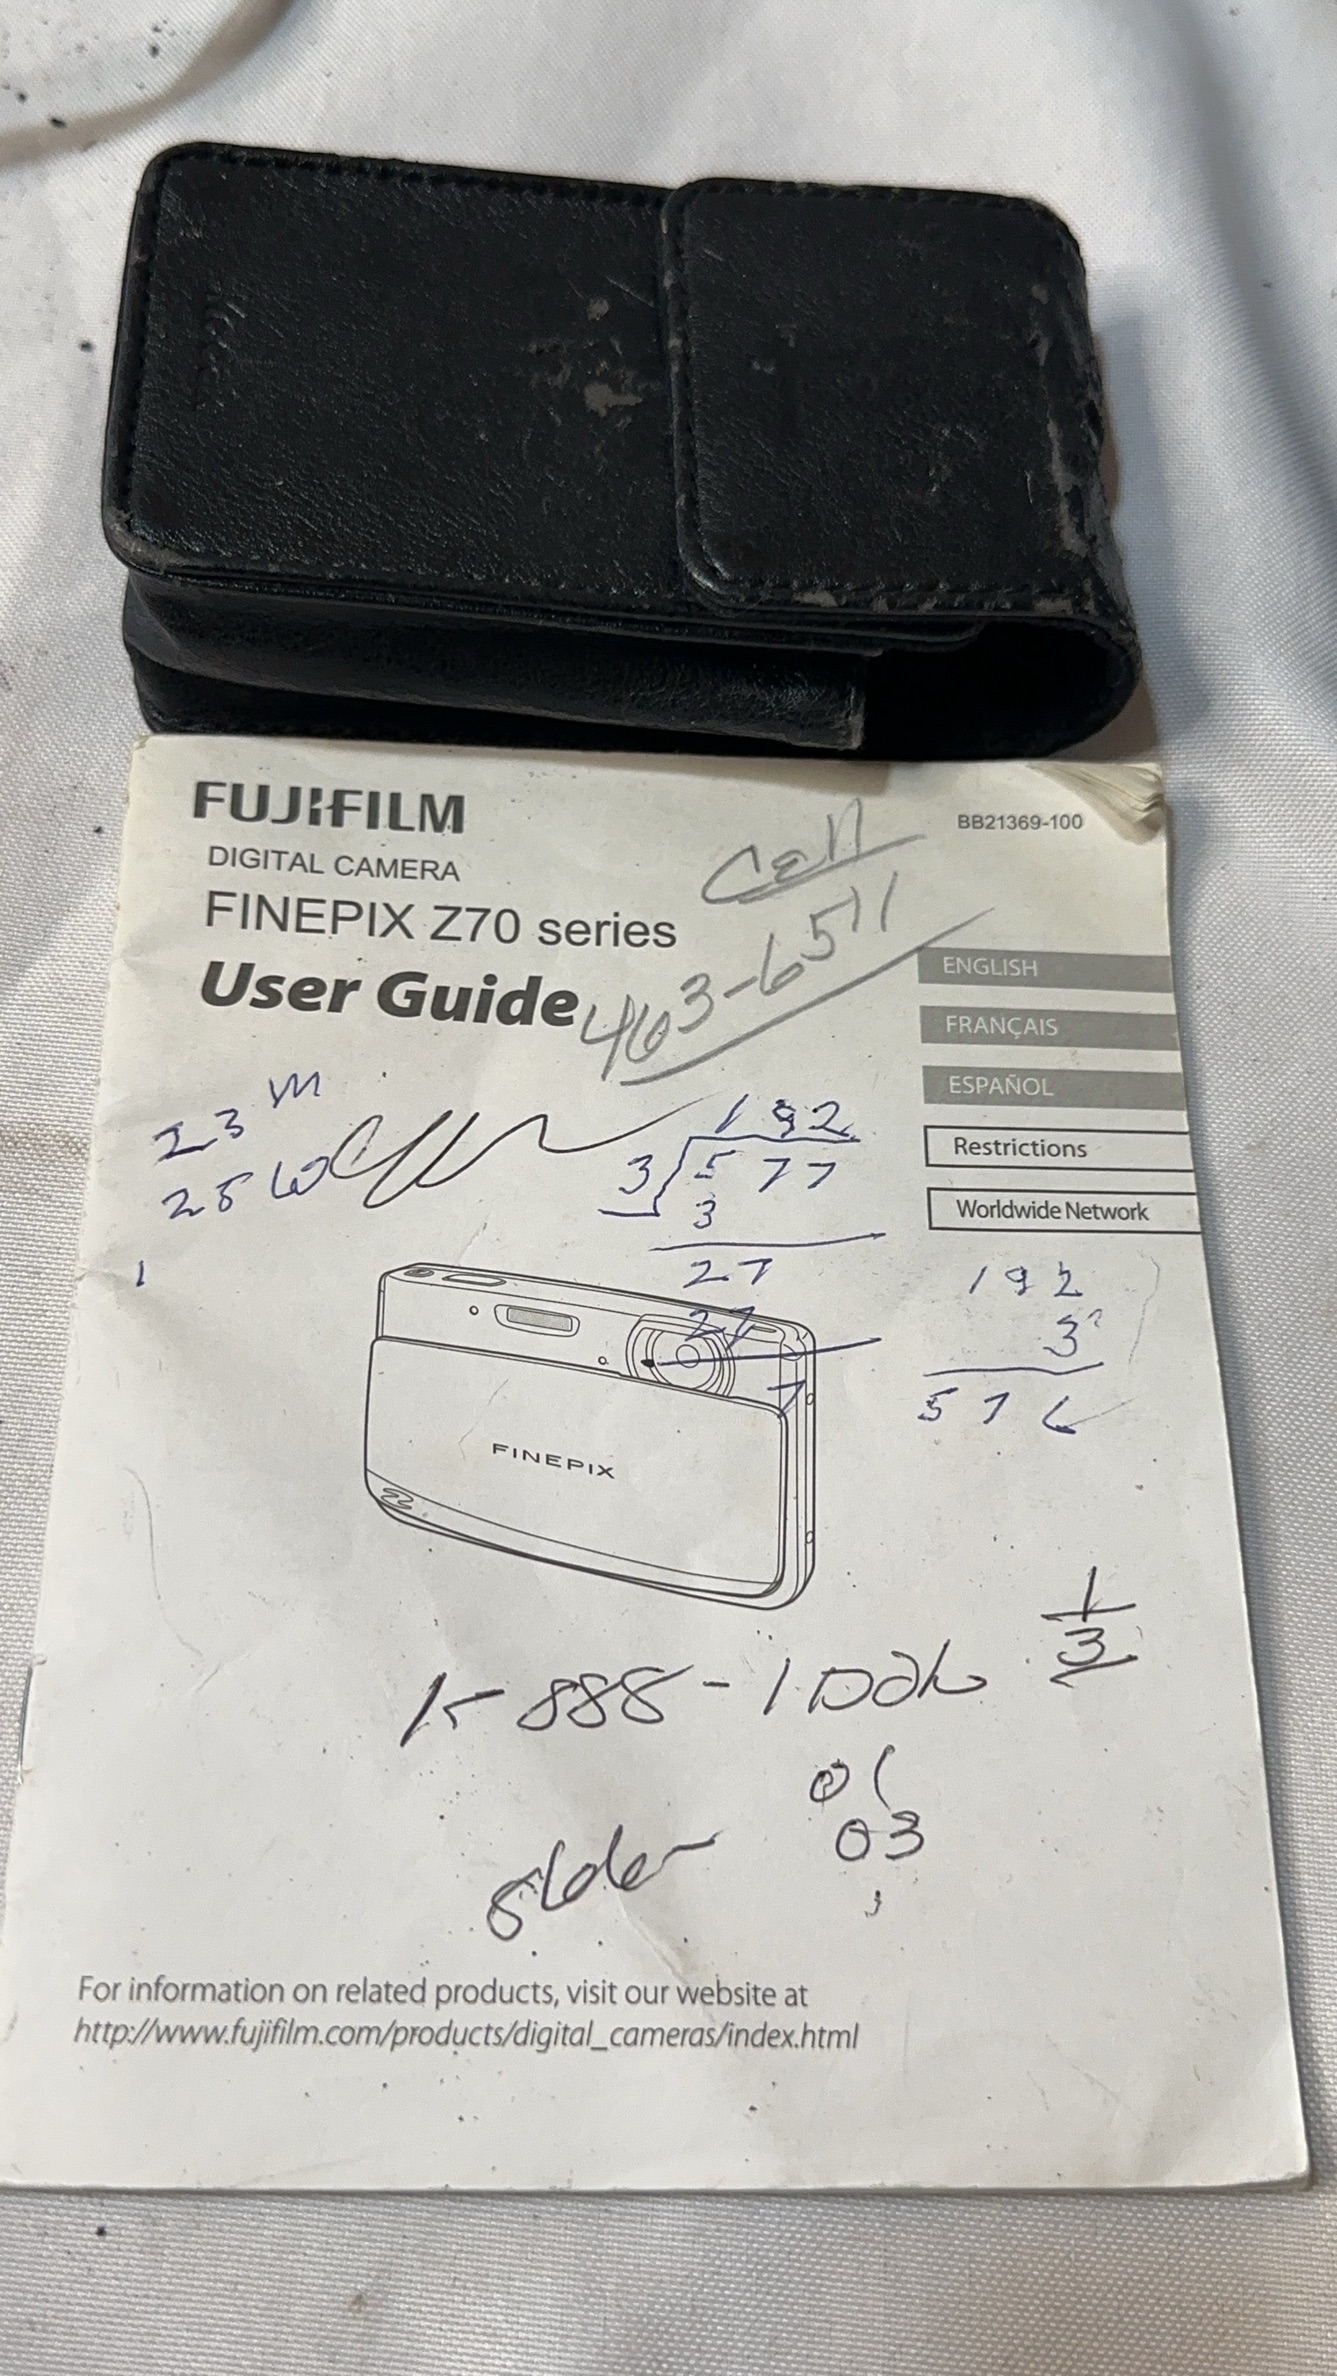 FUJIFILM
BB21369-100
DIGITAL CAMERA
Cell
FINEPIX Z70 series
463-6511
User Guide
ENGLISH
FRANÇAIS
ESPAÑOL
Restrictions
Worldwide Network
23 M
28 W
192
3 577
3
27
27
7
192
3
576
FINEPIX
1
3
888-1
03
For information on related products, visit our website at
http://www.fujifilm.com/products/digital_cameras/index.html